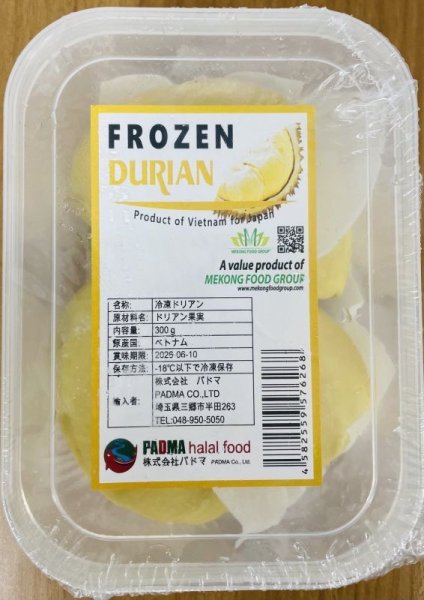 FROZEN
DURIAN
Product of Vietnam for Japan
MEKONG FOOD GROUP
A value product of
MEKONG FOOD GROUP
www.mekongfoodgroup.com
名称: 冷凍ドリアン
原材料名: ドリアン果実
内容量: 300g
原産国: ベトナム
賞味期限: 2025 06-10
保存方法: -18℃以下で冷凍保存
輸入者: 株式会社 パドマ
PADMA CO.,LTD
埼玉県三郷市半田263
TEL:048-950-5050
4582559576268
PADMA halal food
株式会社パドマ PADMA Co., Ltd.